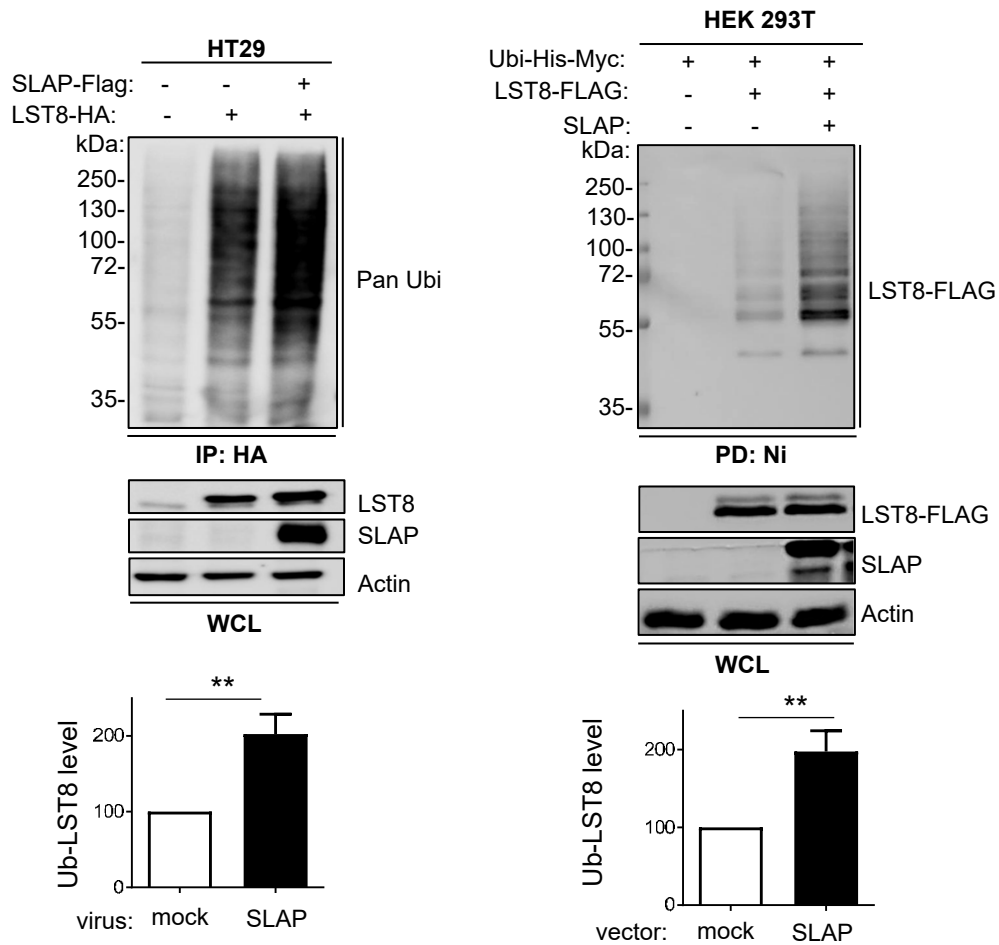 HT29
SLAP-Flag: - - +
LST8-HA: - + +
kDa:
250-
130-
100-
72-
55-
35-
Pan Ubi
IP: HA
LST8
SLAP
Actin
WCL
**
Ub-LST8 level
200
100
0
virus: mock SLAP
HEK 293T
Ubi-His-Myc: + + +
LST8-FLAG: - + +
SLAP: - - +
kDa:
250-
130-
100-
72-
55-
35-
LST8-FLAG
PD: Ni
LST8-FLAG
SLAP
Actin
WCL
**
Ub-LST8 level
200
100
0
vector: mock SLAP